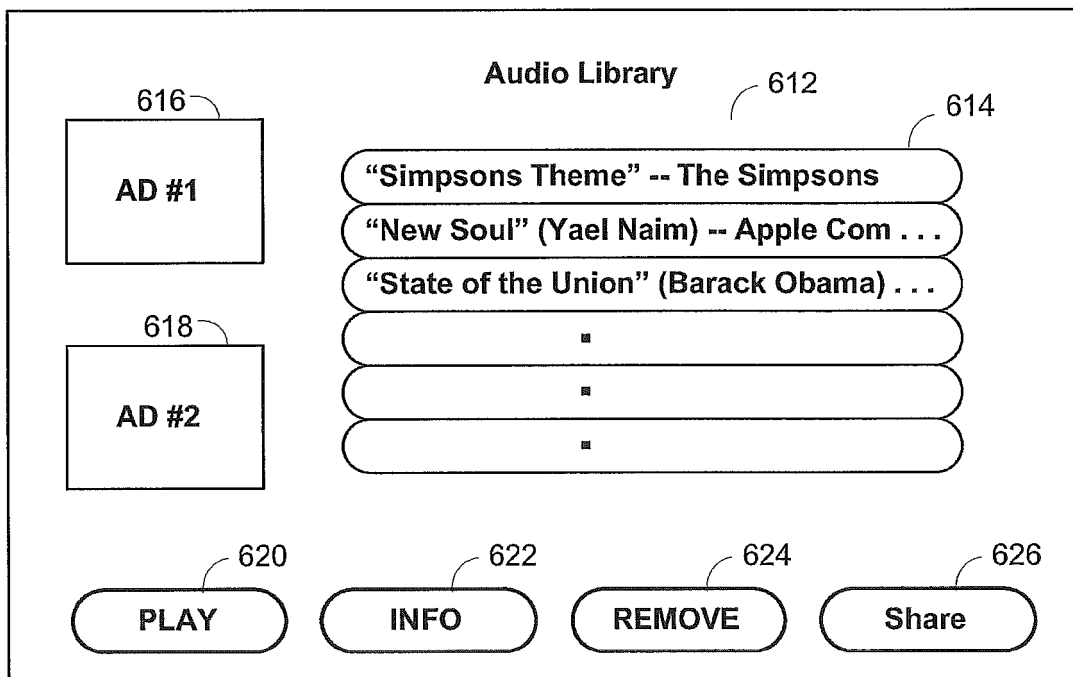 Audio Library
612
614
616
AD #1
“Simpsons Theme” -- The Simpsons
“New Soul” (Yael Naim) -- Apple Com . . .
“State of the Union” (Barack Obama) . . .
618
AD #2
620
622
624
626
PLAY
INFO
REMOVE
Share